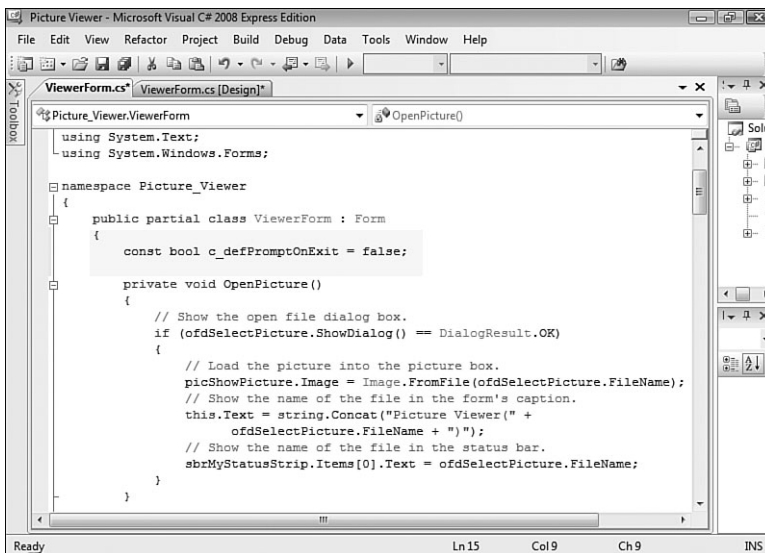 Picture Viewer - Microsoft Visual C# 2008 Express Edition
File Edit View Refactor Project Build Debug Data Tools Window Help
ViewerForm.cs* ViewerForm.cs [Design]*
Toolbox
Picture_Viewer.ViewerForm OpenPicture()
Sol
using System.Text;
using System.Windows.Forms;
namespace Picture_Viewer
{
public partial class ViewerForm : Form
{
const bool c_defPromptOnExit = false;
private void OpenPicture()
{
// Show the open file dialog box.
if (ofdSelectPicture.ShowDialog() == DialogResult.OK)
{
// Load the picture into the picture box.
picShowPicture.Image = Image.FromFile(ofdSelectPicture.FileName);
// Show the name of the file in the form's caption.
this.Text = string.Concat("Picture Viewer(" +
ofdSelectPicture.FileName + ")");
// Show the name of the file in the status bar.
sbrMyStatusStrip.Items[0].Text = ofdSelectPicture.FileName;
}
}
Ready Ln 15 Col 9 Ch 9 INS